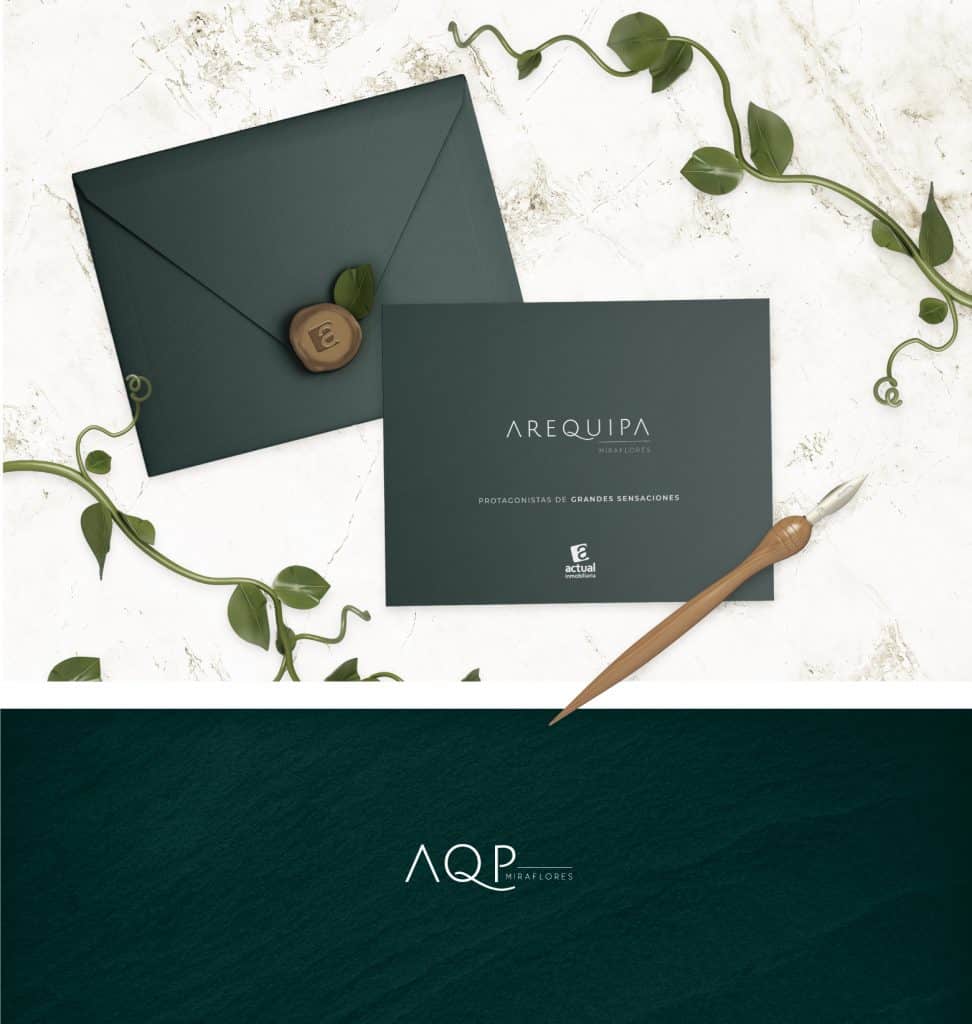 a
AREQUIPA
MIRAFLORES
PROTAGONISTAS DE GRANDES SENSACIONES
a
actual
inmobiliaria
AQP
MIRAFLORES